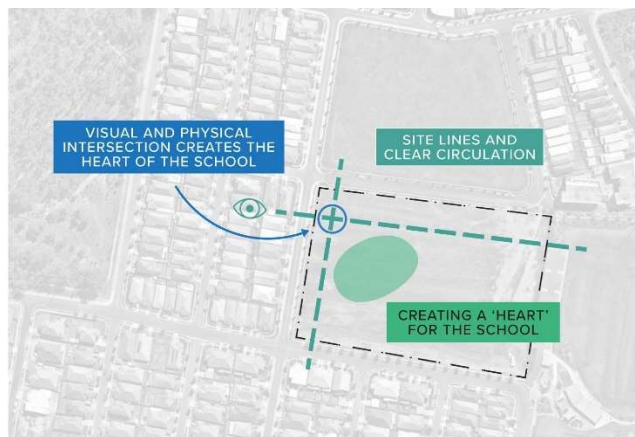 VISUAL AND PHYSICAL
INTERSECTION CREATES THE
HEART OF THE SCHOOL
SITE LINES AND
CLEAR CIRCULATION
CREATING A 'HEART'
FOR THE SCHOOL